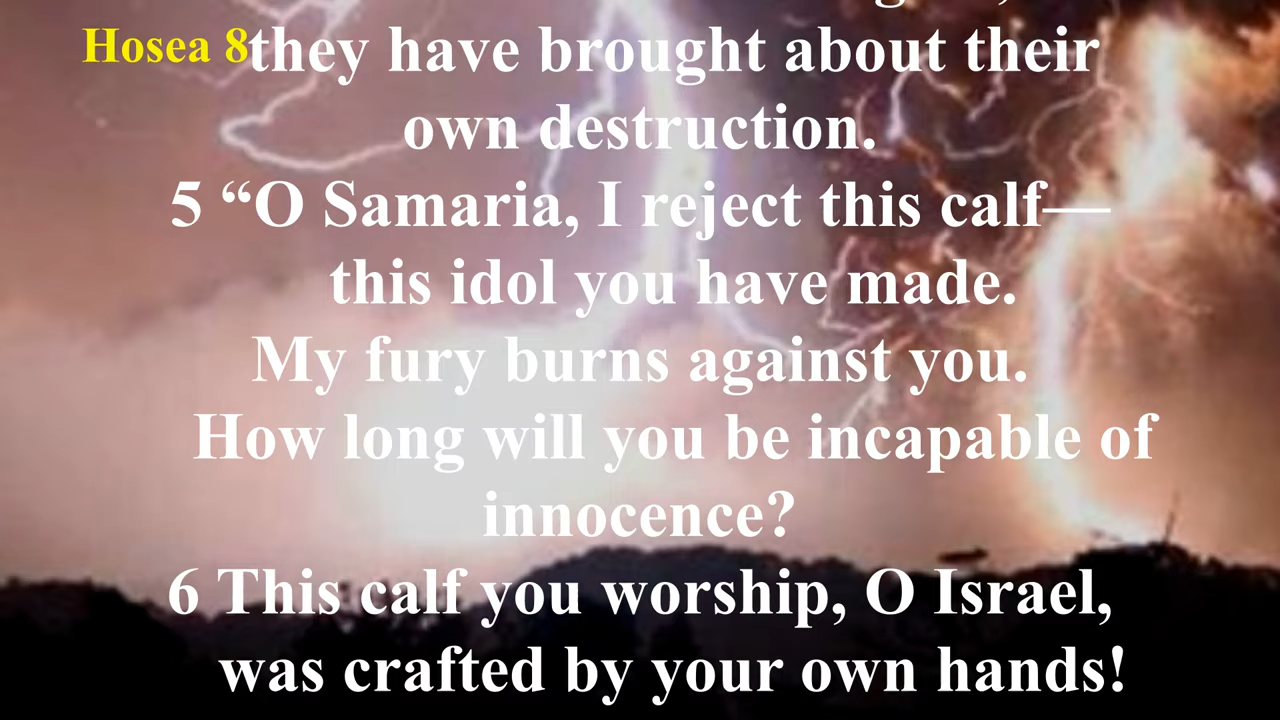 Hosea 8
they have brought about their
own destruction.
5 “O Samaria, I reject this calf—
this idol you have made.
My fury burns against you.
How long will you be incapable of
innocence?
6 This calf you worship, O Israel,
was crafted by your own hands!